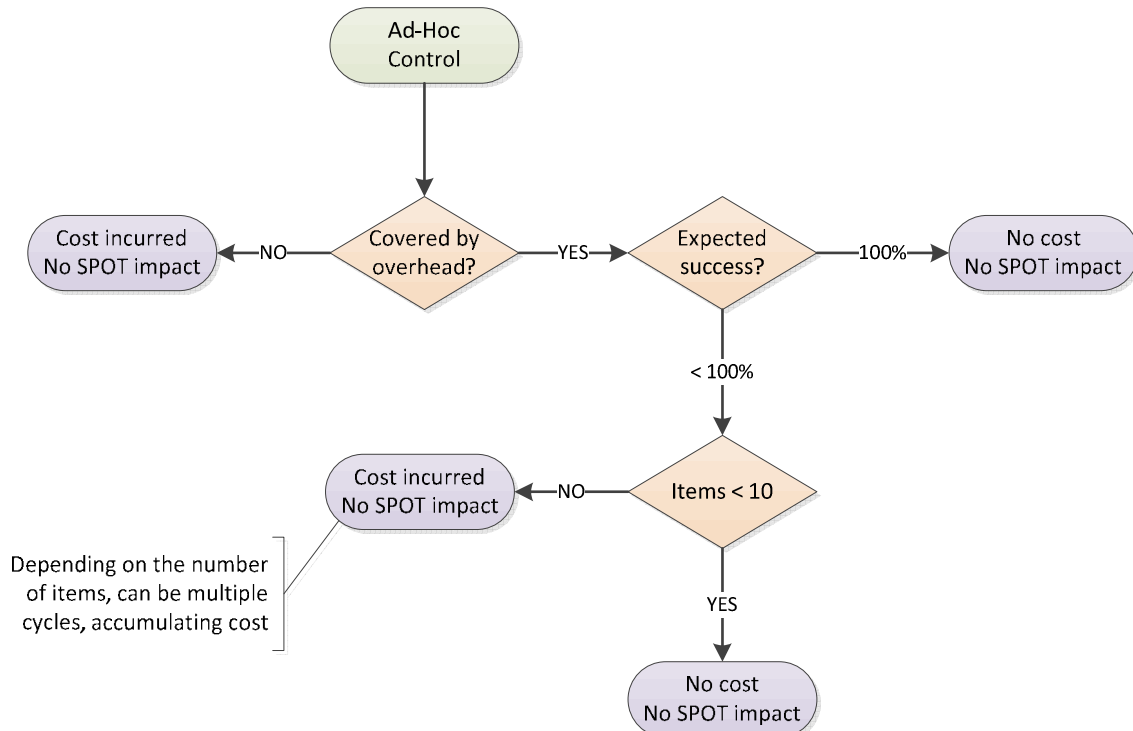 Ad-Hoc
Control
Cost incurred
No SPOT impact
NO
Covered by
overhead?
YES
Expected
success?
100%
No cost
No SPOT impact
< 100%
Cost incurred
No SPOT impact
NO
Items < 10
Depending on the number
of items, can be multiple
cycles, accumulating cost
YES
No cost
No SPOT impact